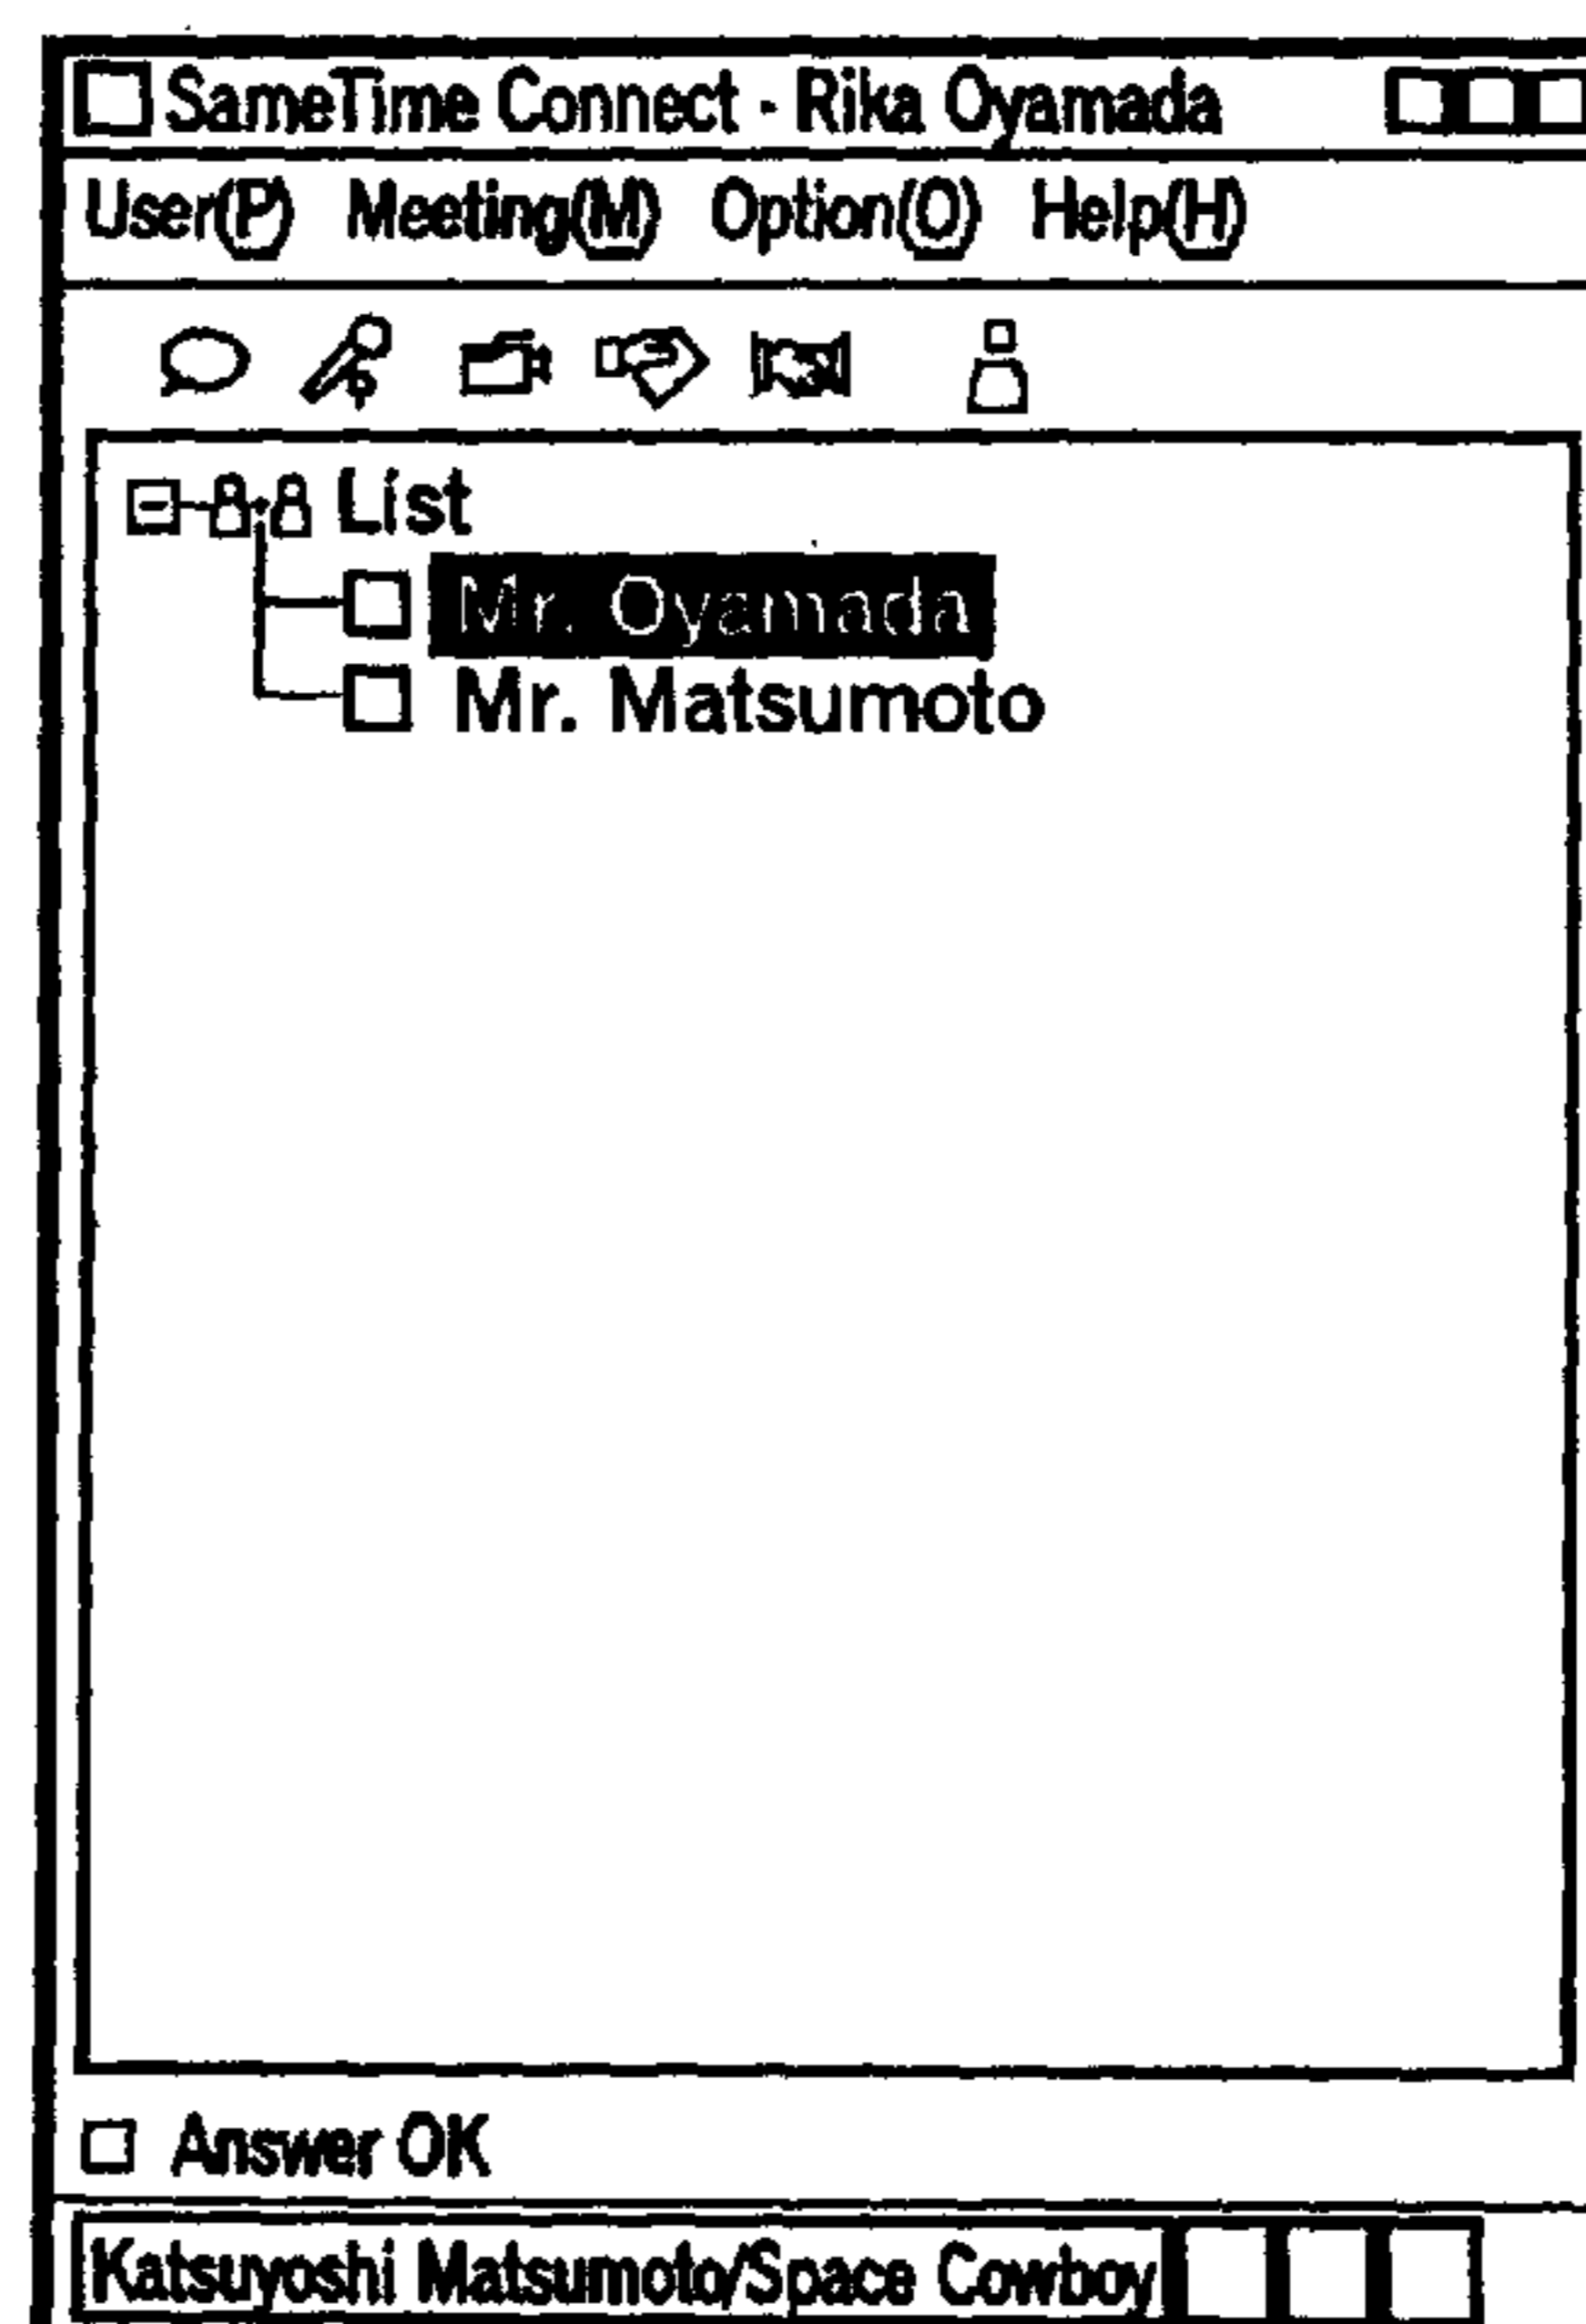 SameTime Connect - Rika Oyamada
User(P) Meeting(M) Option(O) Help(H)
List
Mr. Oyamada
Mr. Matsumoto
Answer OK
Katsuyoshi Matsumoto/Space Cowboy